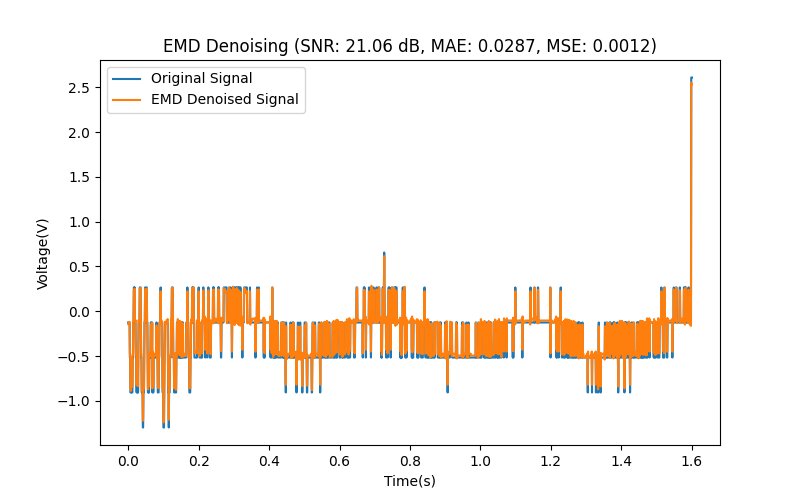 EMD Denoising (SNR: 21.06 dB, MAE: 0.0287, MSE: 0.0012)
Original Signal
EMD Denoised Signal
Voltage(V)
2.5
2.0
1.5
1.0
0.5
0.0
−0.5
−1.0
0.0 0.2 0.4 0.6 0.8 1.0 1.2 1.4 1.6
Time(s)